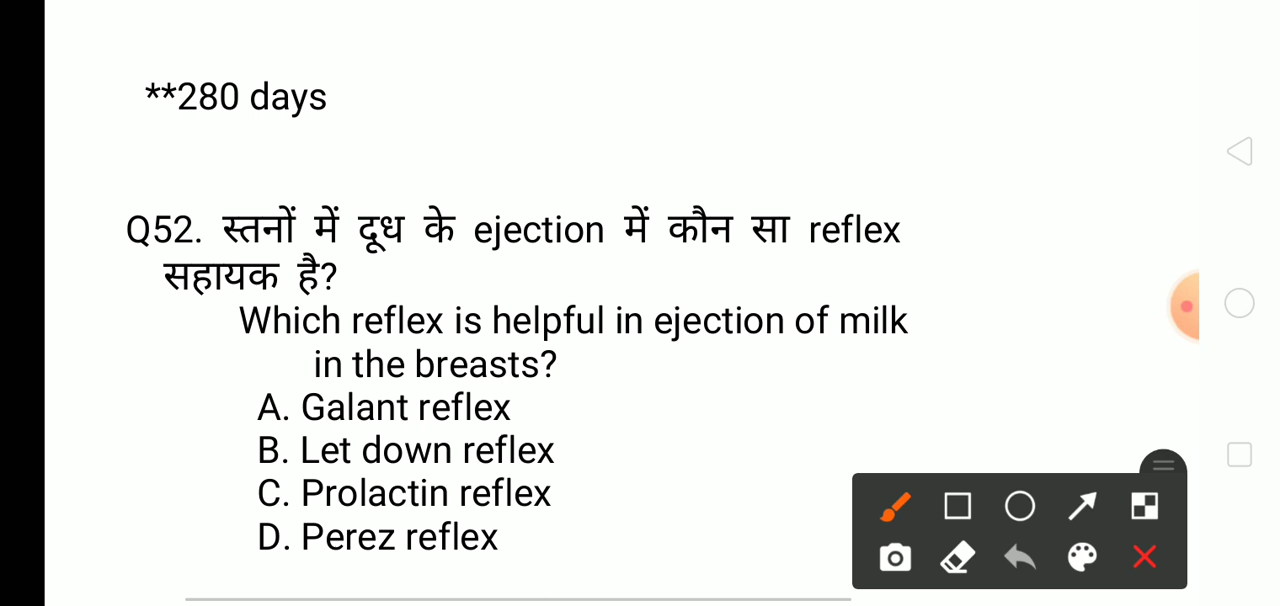 **280 days
Q52. स्तनों में दूध के ejection में कौन सा reflex
सहायक है?
Which reflex is helpful in ejection of milk
in the breasts?
A. Galant reflex
B. Let down reflex
C. Prolactin reflex
D. Perez reflex